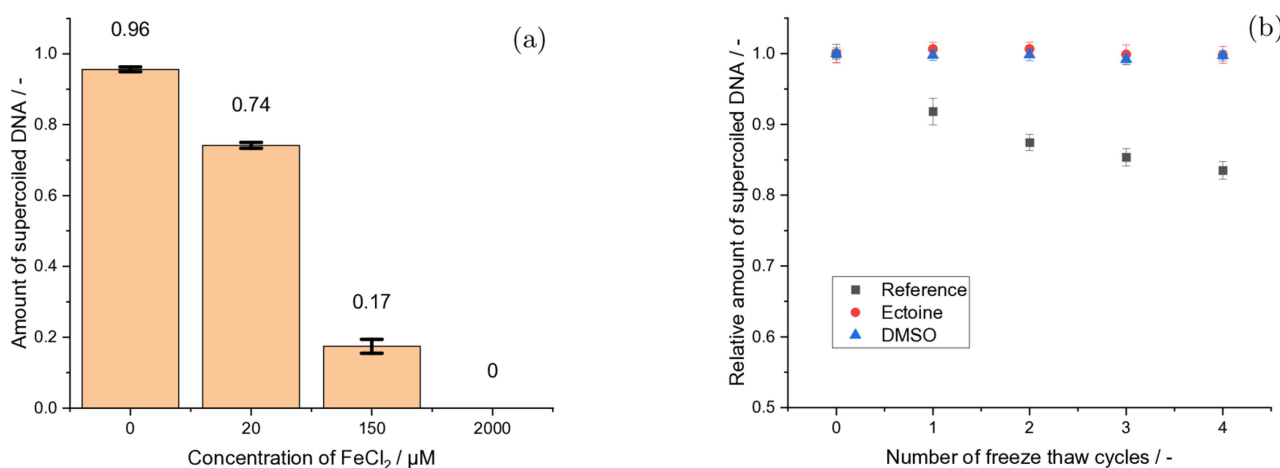 (a)
0.96
0.74
0.17
0
1.0
0.8
0.6
0.4
0.2
0.0
Amount of supercoiled DNA / -
0 20 150 2000
Concentration of FeCl₂ / µM
(b)
1.0
0.9
0.8
0.7
0.6
0.5
Relative amount of supercoiled DNA / -
Reference
Ectoine
DMSO
0 1 2 3 4
Number of freeze thaw cycles / -